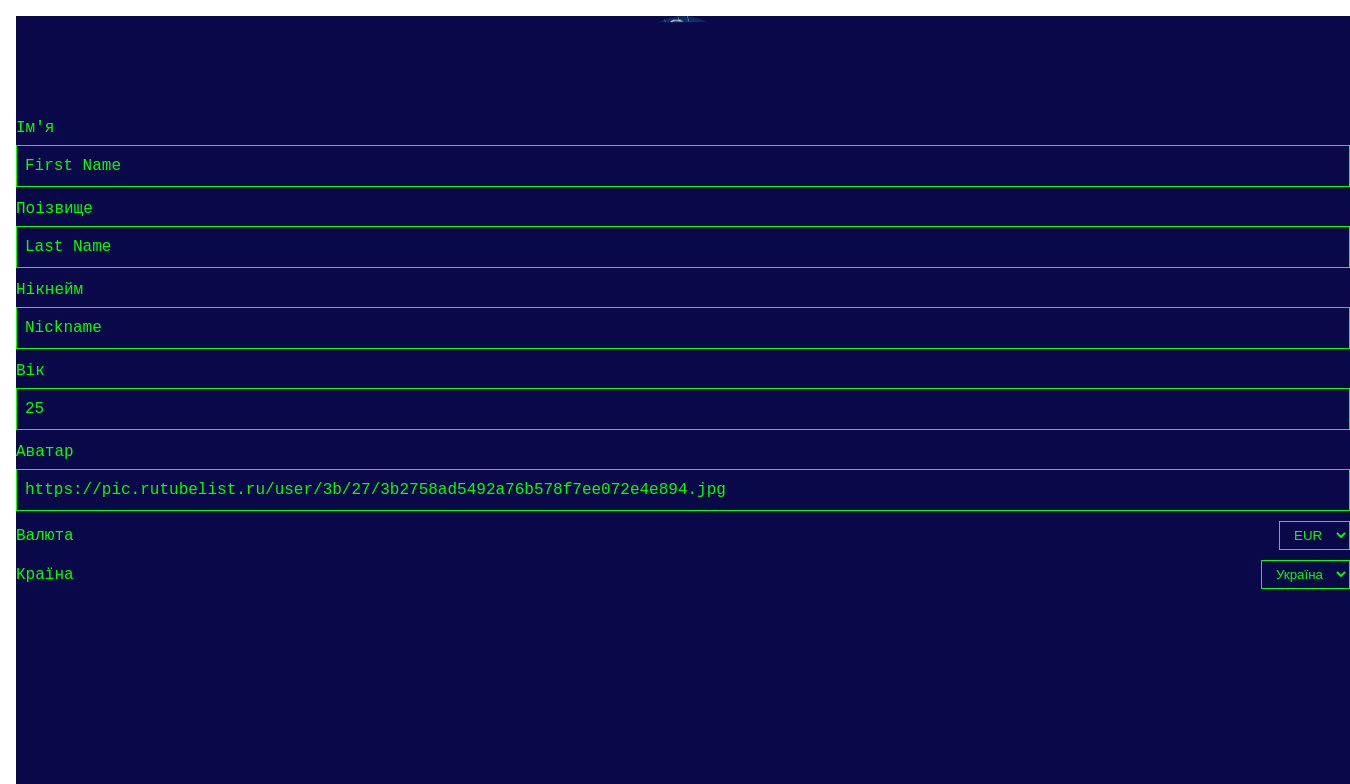 Ім'я
First Name
Поізвище
Last Name
Нікнейм
Nickname
Вік
25
Аватар
https://pic.rutubelist.ru/user/3b/27/3b2758ad5492a76b578f7ee072e4e894.jpg
Валюта EUR
Країна Україна